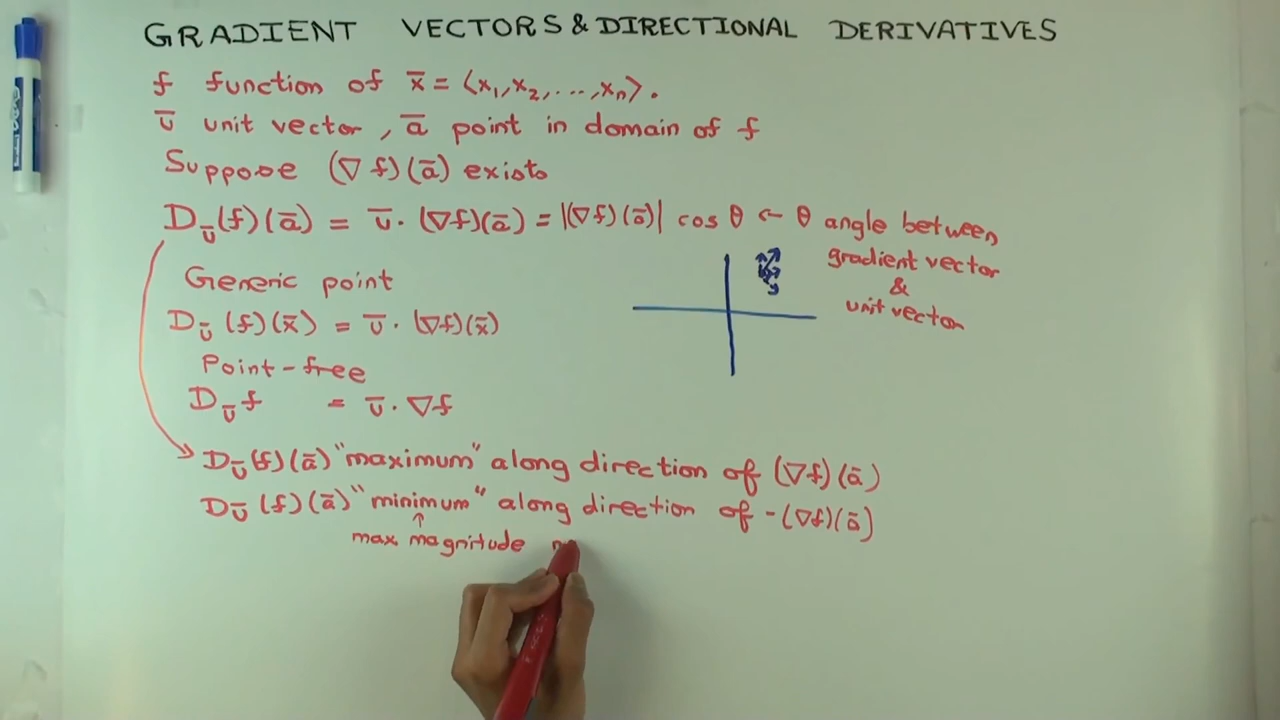 GRADIENT VECTORS & DIRECTIONAL DERIVATIVES
f function of x̄ = ⟨x₁,x₂,...,xₙ⟩.
ū unit vector, ā point in domain of f
Suppose (∇f)(ā) exists
D_ū(f)(ā) = ū·(∇f)(ā) = |(∇f)(ā)| cos θ ← θ angle between
gradient vector
&
unit vector
Generic point
D_ū(f)(x̄) = ū·(∇f)(x̄)
Point-free
D_ū f = ū·∇f
D_ū(f)(ā) "maximum" along direction of (∇f)(ā)
D_ū(f)(ā) "minimum" along direction of -(∇f)(ā)
↑
max magnitude